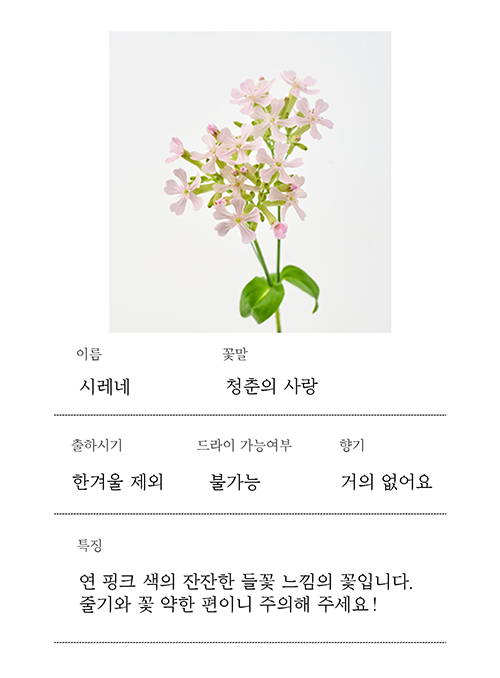 이름 꽃말
시레네 청춘의 사랑
출하시기 드라이 가능여부 향기
한겨울 제외 불가능 거의 없어요
특징
연 핑크 색의 잔잔한 들꽃 느낌의 꽃입니다.
줄기와 꽃 약한 편이니 주의해 주세요!